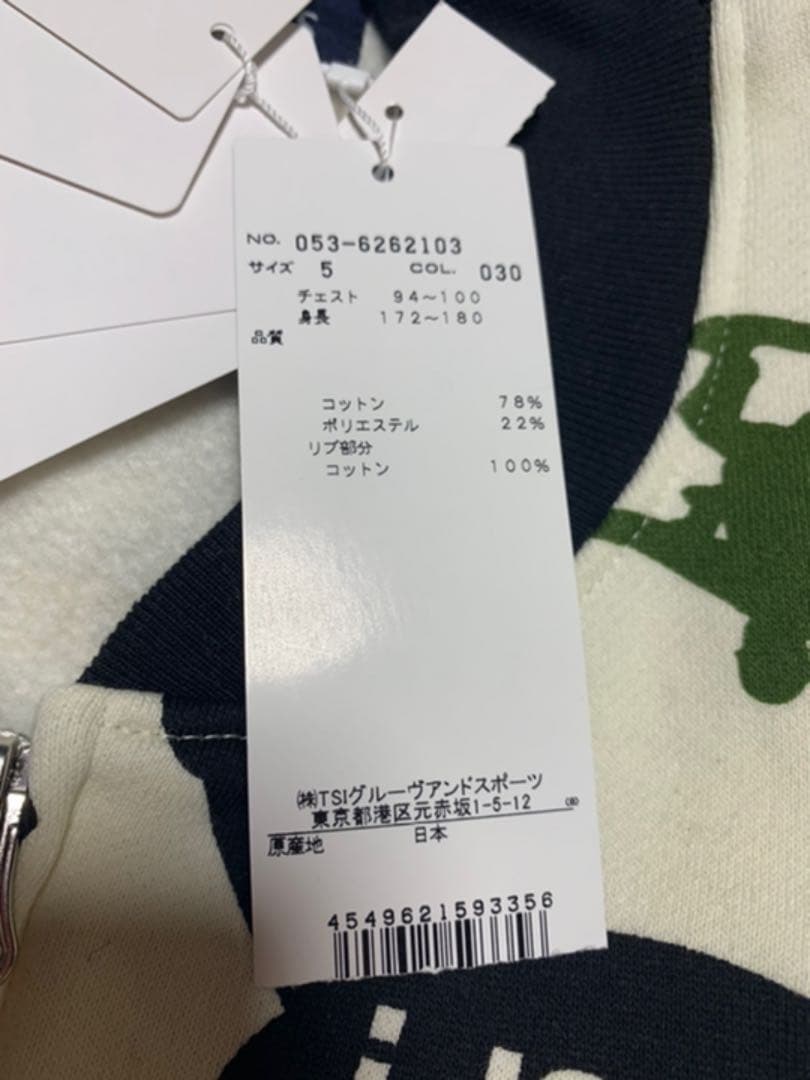 NO. 053-6262103
サイズ 5 COL. 030
チェスト 94～100
身長 172～180
品質
コットン 78%
ポリエステル 22%
リブ部分
コットン 100%
㈱TSIグルーヴアンドスポーツ
東京都港区元赤坂1-5-12
原産地 日本
4549621593356